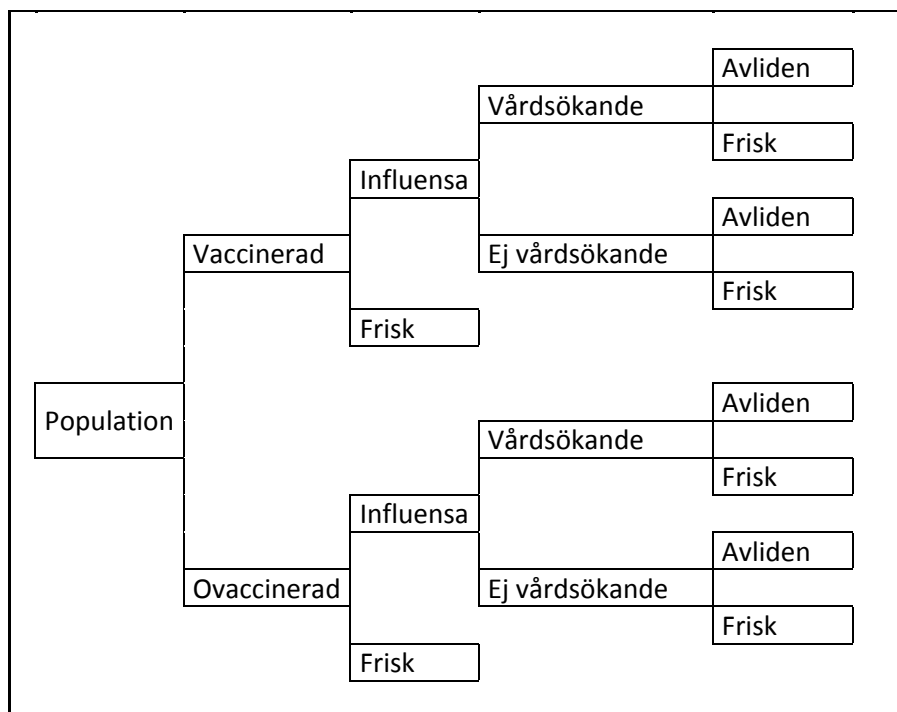 Avliden
Vårdsökande
Frisk
Influensa
Avliden
Vaccinerad
Ej vårdsökande
Frisk
Frisk
Population
Avliden
Vårdsökande
Frisk
Influensa
Avliden
Ovaccinerad
Ej vårdsökande
Frisk
Frisk